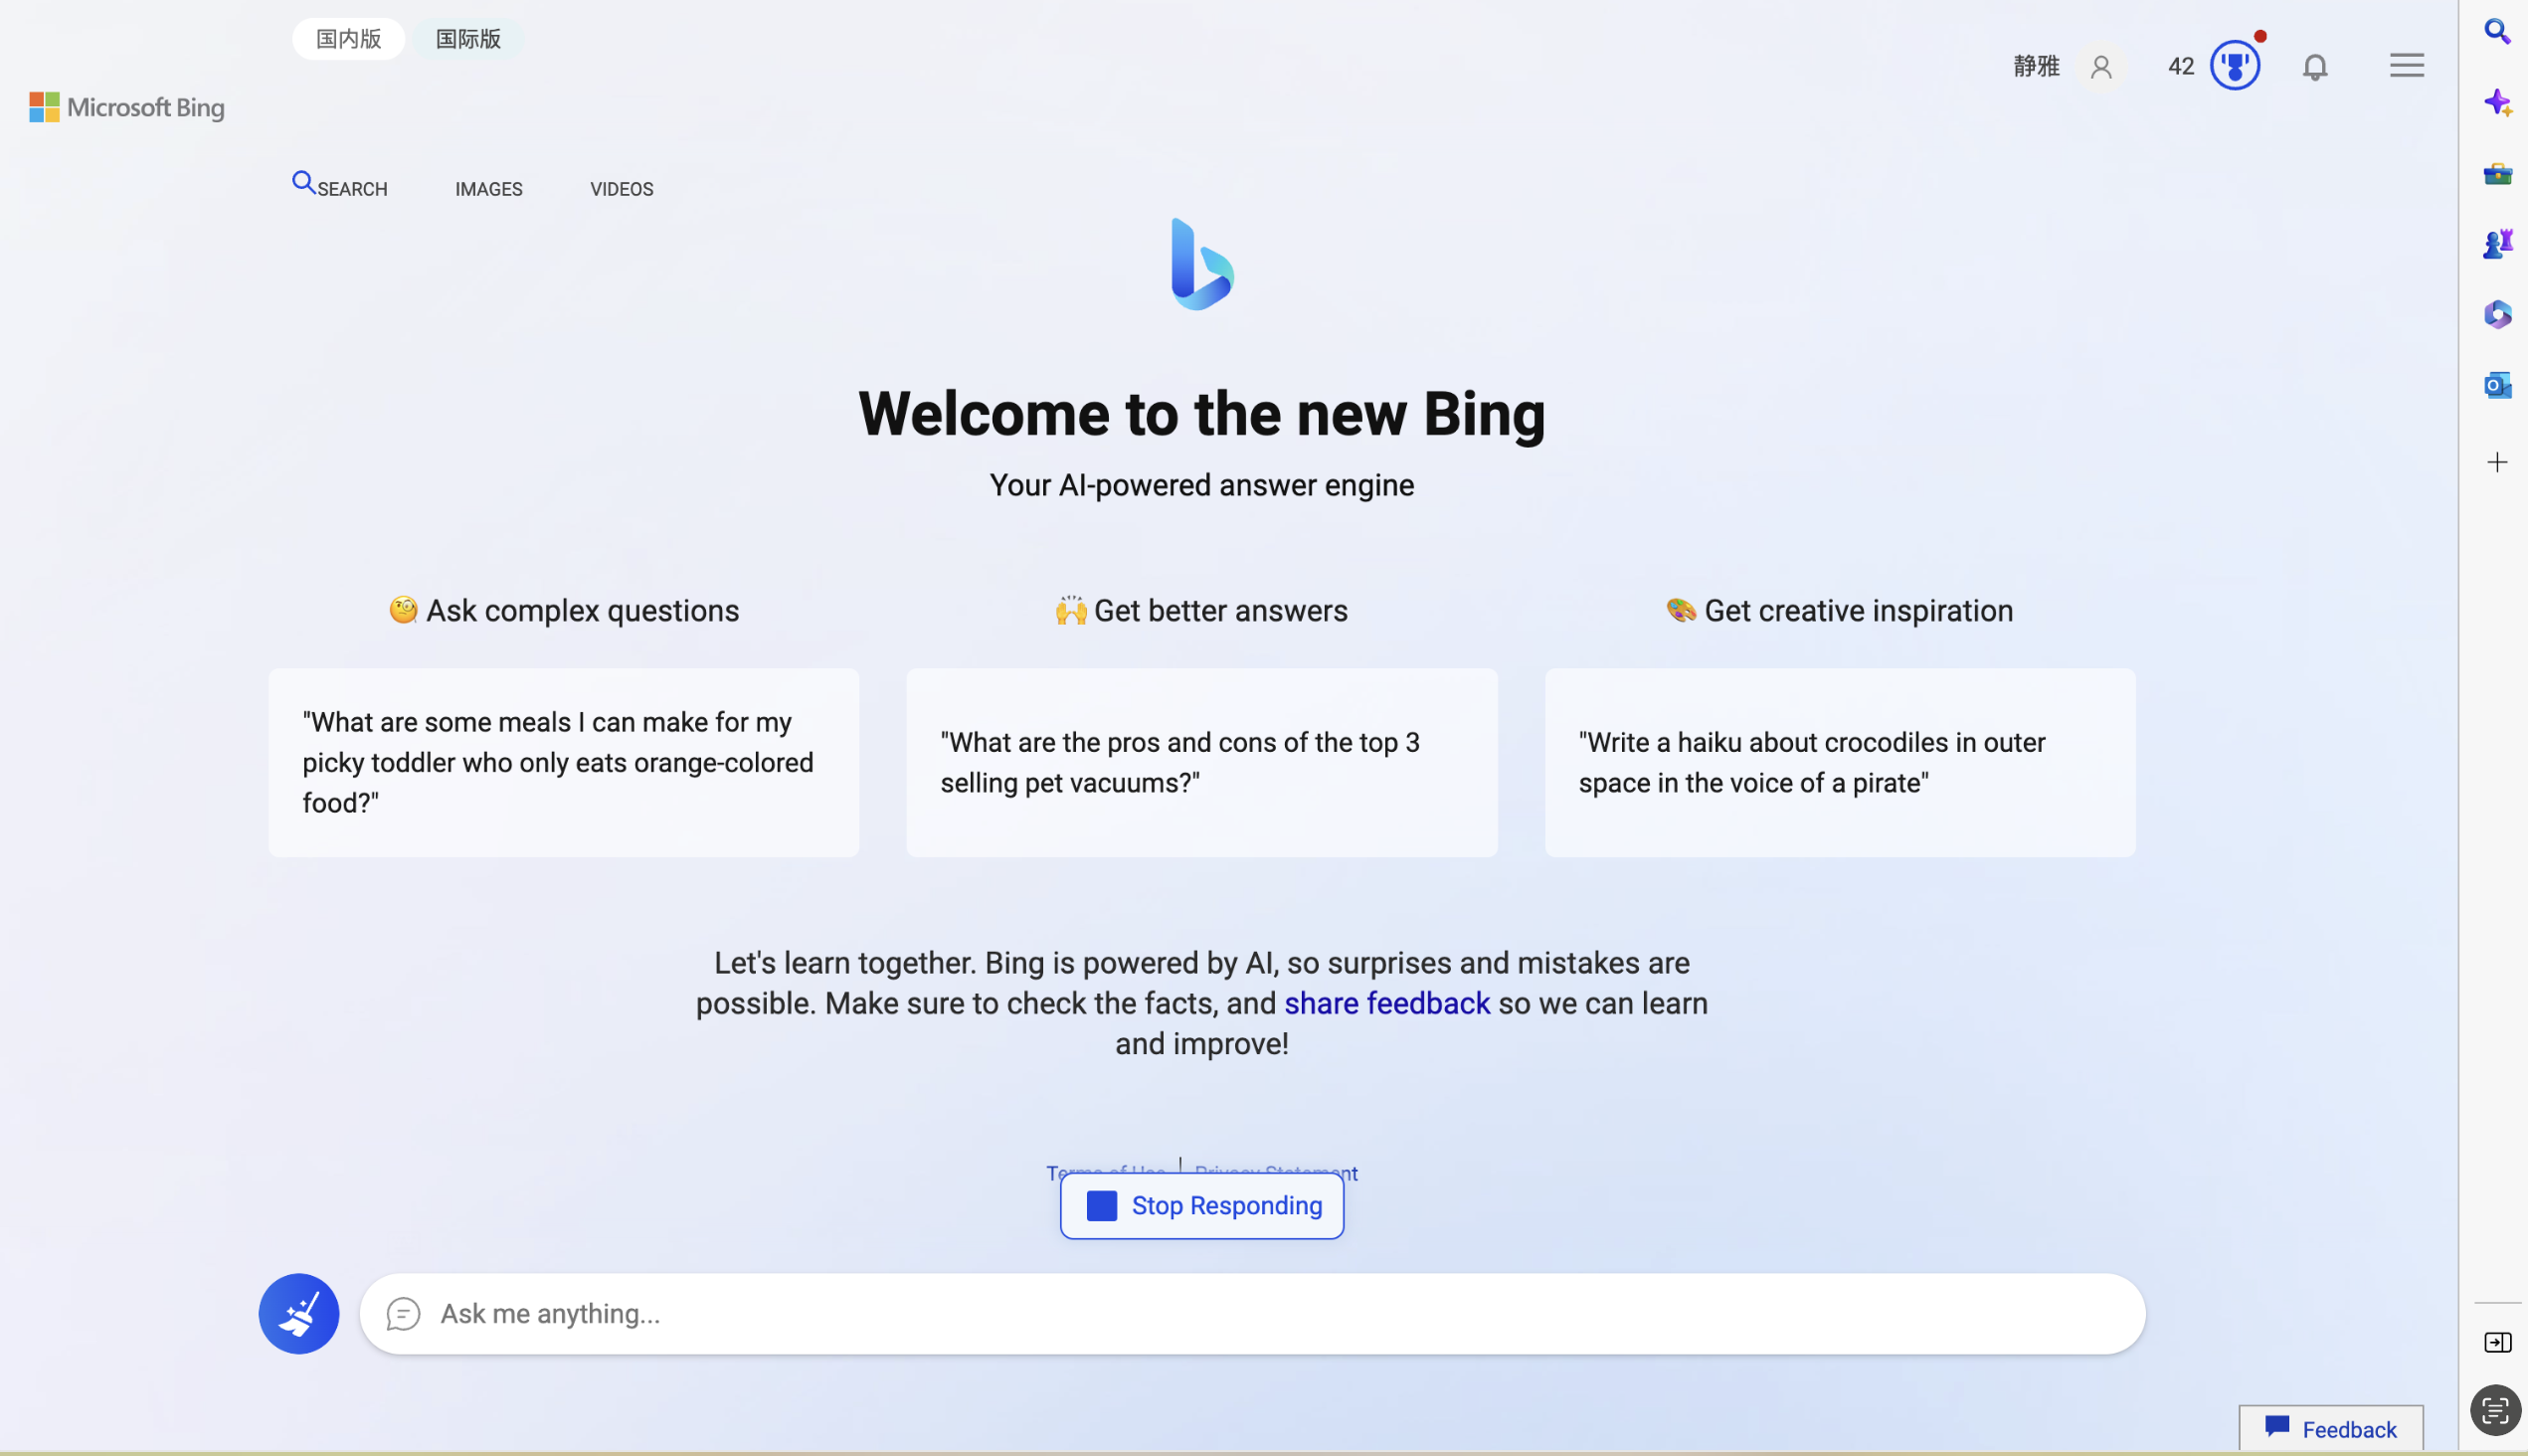 国内版 国际版
静雅 42
Microsoft Bing
SEARCH IMAGES VIDEOS
Welcome to the new Bing
Your AI-powered answer engine
Ask complex questions
"What are some meals I can make for my
picky toddler who only eats orange-colored
food?"
Get better answers
"What are the pros and cons of the top 3
selling pet vacuums?"
Get creative inspiration
"Write a haiku about crocodiles in outer
space in the voice of a pirate"
Let's learn together. Bing is powered by AI, so surprises and mistakes are
possible. Make sure to check the facts, and share feedback so we can learn
and improve!
Terms of Use | Privacy Statement
Stop Responding
Ask me anything...
Feedback